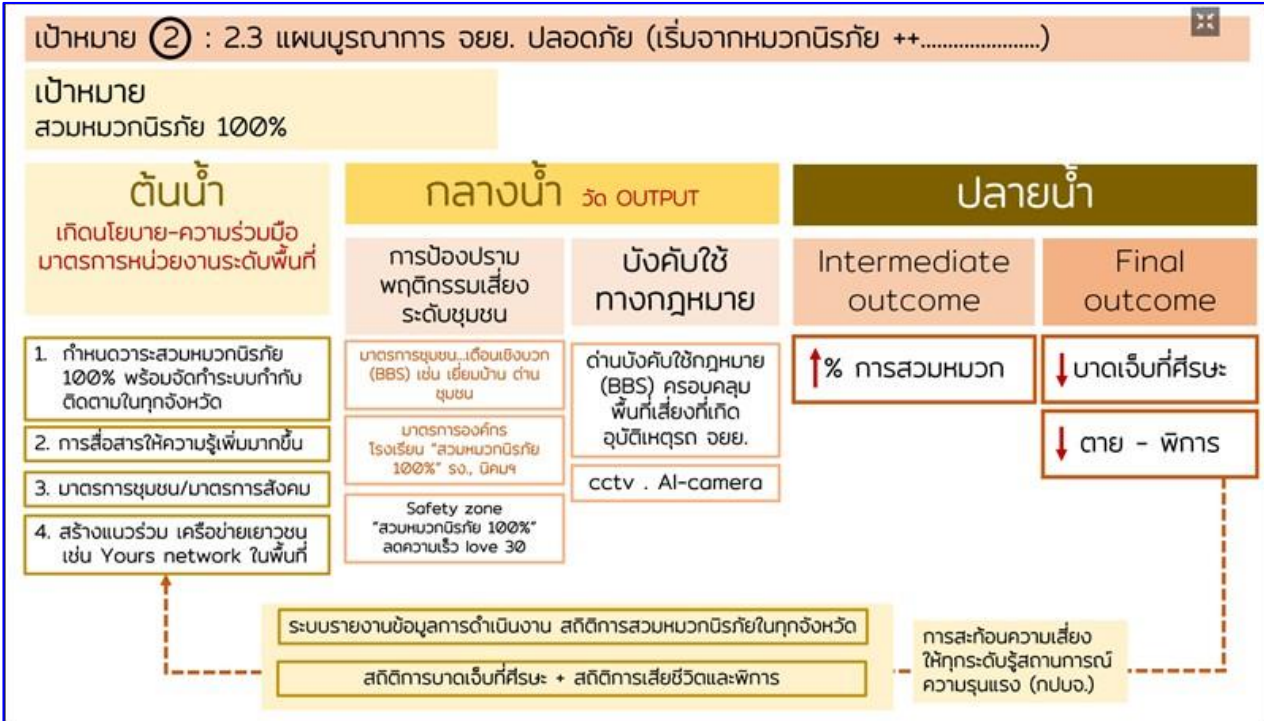 เป้าหมาย 2 : 2.3 แผนบูรณาการ จยย. ปลอดภัย (เริ่มจากหมวกนิรภัย ++......................)
เป้าหมาย
สวมหมวกนิรภัย 100%
ต้นน้ำ
เกิดนโยบาย-ความร่วมมือ
มาตรการหน่วยงานระดับพื้นที่
1. กำหนดวาระสวมหมวกนิรภัย
100% พร้อมจัดทำระบบกำกับ
ติดตามในทุกจังหวัด
2. การสื่อสารให้ความรู้เพิ่มมากขึ้น
3. มาตรการชุมชน/มาตรการสังคม
4. สร้างแนวร่วม เครือข่ายเยาวชน
เช่น Yours network ในพื้นที่
กลางน้ำ วัด OUTPUT
การป้องปราม
พฤติกรรมเสี่ยง
ระดับชุมชน
มาตรการชุมชน...เตือนเชิงบวก
(BBS) เช่น เยี่ยมบ้าน ด่าน
ชุมชน
มาตรการองค์กร
โรงเรียน "สวมหมวกนิรภัย
100%" รง., นิคมฯ
Safety zone
"สวมหมวกนิรภัย 100%"
ลดความเร็ว love 30
บังคับใช้
ทางกฎหมาย
ด่านบังคับใช้กฎหมาย
(BBS) ครอบคลุม
พื้นที่เสี่ยงที่เกิด
อุบัติเหตุรถ จยย.
cctv . AI-camera
ปลายน้ำ
Intermediate
outcome
% การสวมหมวก
Final
outcome
บาดเจ็บที่ศีรษะ
ตาย - พิการ
ระบบรายงานข้อมูลการดำเนินงาน สถิติการสวมหมวกนิรภัยในทุกจังหวัด
สถิติการบาดเจ็บที่ศีรษะ + สถิติการเสียชีวิตและพิการ
การสะท้อนความเสี่ยง
ให้ทุกระดับรู้สถานการณ์
ความรุนแรง (กปบจ.)